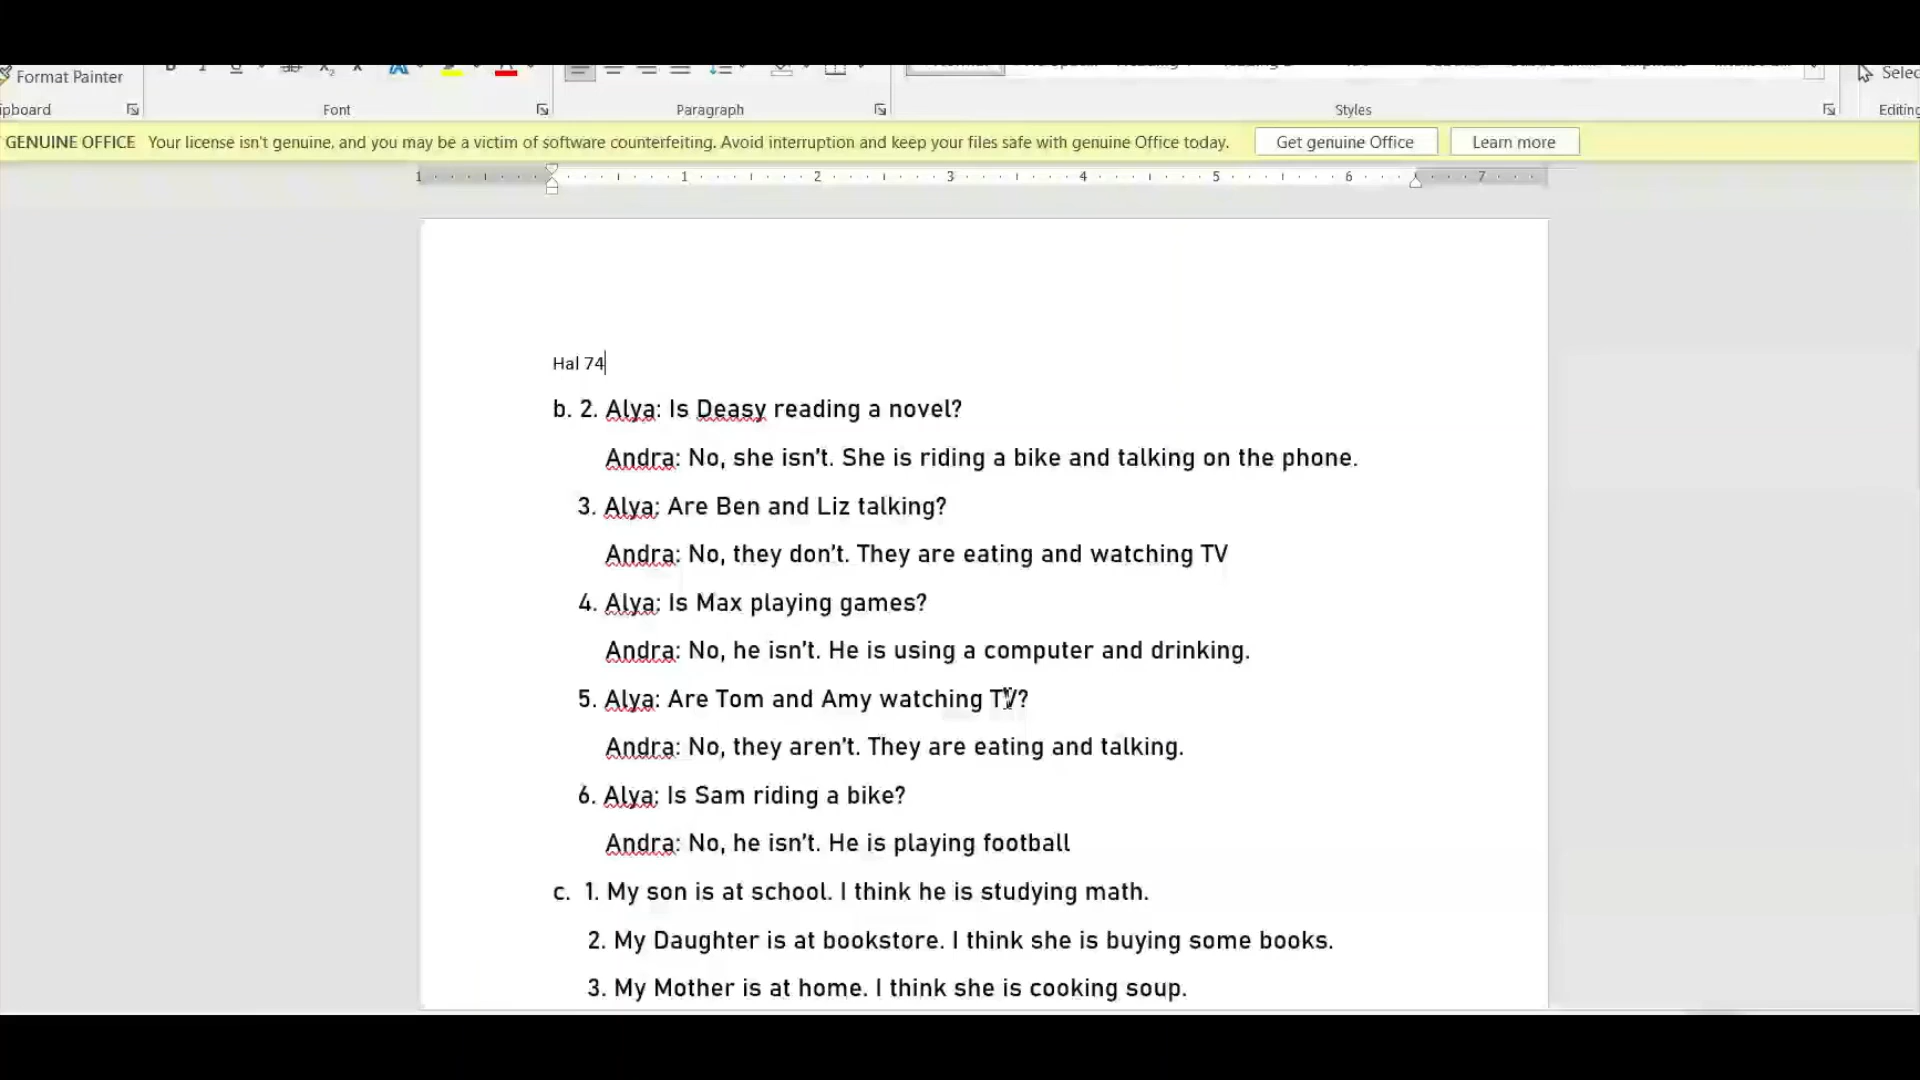 Format Painter
Selec
ipboard
Font
Paragraph
Styles
Editing
GENUINE OFFICE Your license isn't genuine, and you may be a victim of software counterfeiting. Avoid interruption and keep your files safe with genuine Office today. Get genuine Office Learn more
1 1 2 3 4 5 6 7
Hal 74
b. 2. Alya: Is Deasy reading a novel?
Andra: No, she isn't. She is riding a bike and talking on the phone.
3. Alya: Are Ben and Liz talking?
Andra: No, they don't. They are eating and watching TV
4. Alya: Is Max playing games?
Andra: No, he isn't. He is using a computer and drinking.
5. Alya: Are Tom and Amy watching TV?
Andra: No, they aren't. They are eating and talking.
6. Alya: Is Sam riding a bike?
Andra: No, he isn't. He is playing football
c. 1. My son is at school. I think he is studying math.
2. My Daughter is at bookstore. I think she is buying some books.
3. My Mother is at home. I think she is cooking soup.